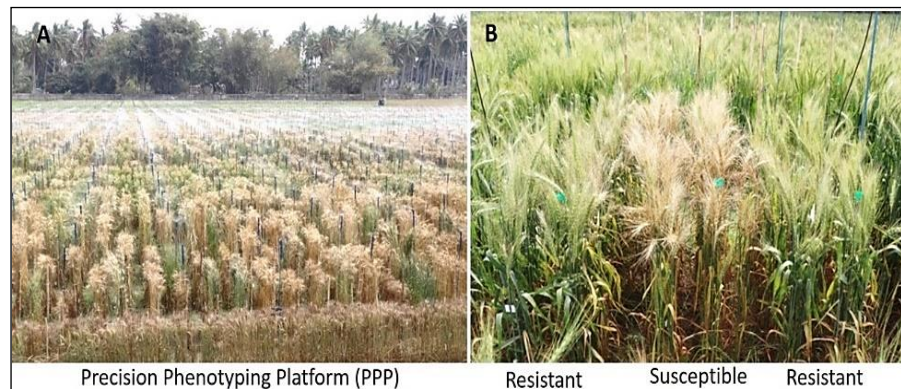 A
B
Precision Phenotyping Platform (PPP)
Resistant
Susceptible
Resistant